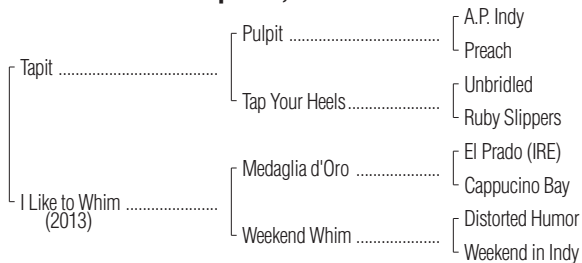 A.P. Indy
Pulpit
Preach
Tapit
Unbridled
Tap Your Heels
Ruby Slippers
El Prado (IRE)
Medaglia d'Oro
Cappucino Bay
I Like to Whim
(2013)
Distorted Humor
Weekend Whim
Weekend in Indy